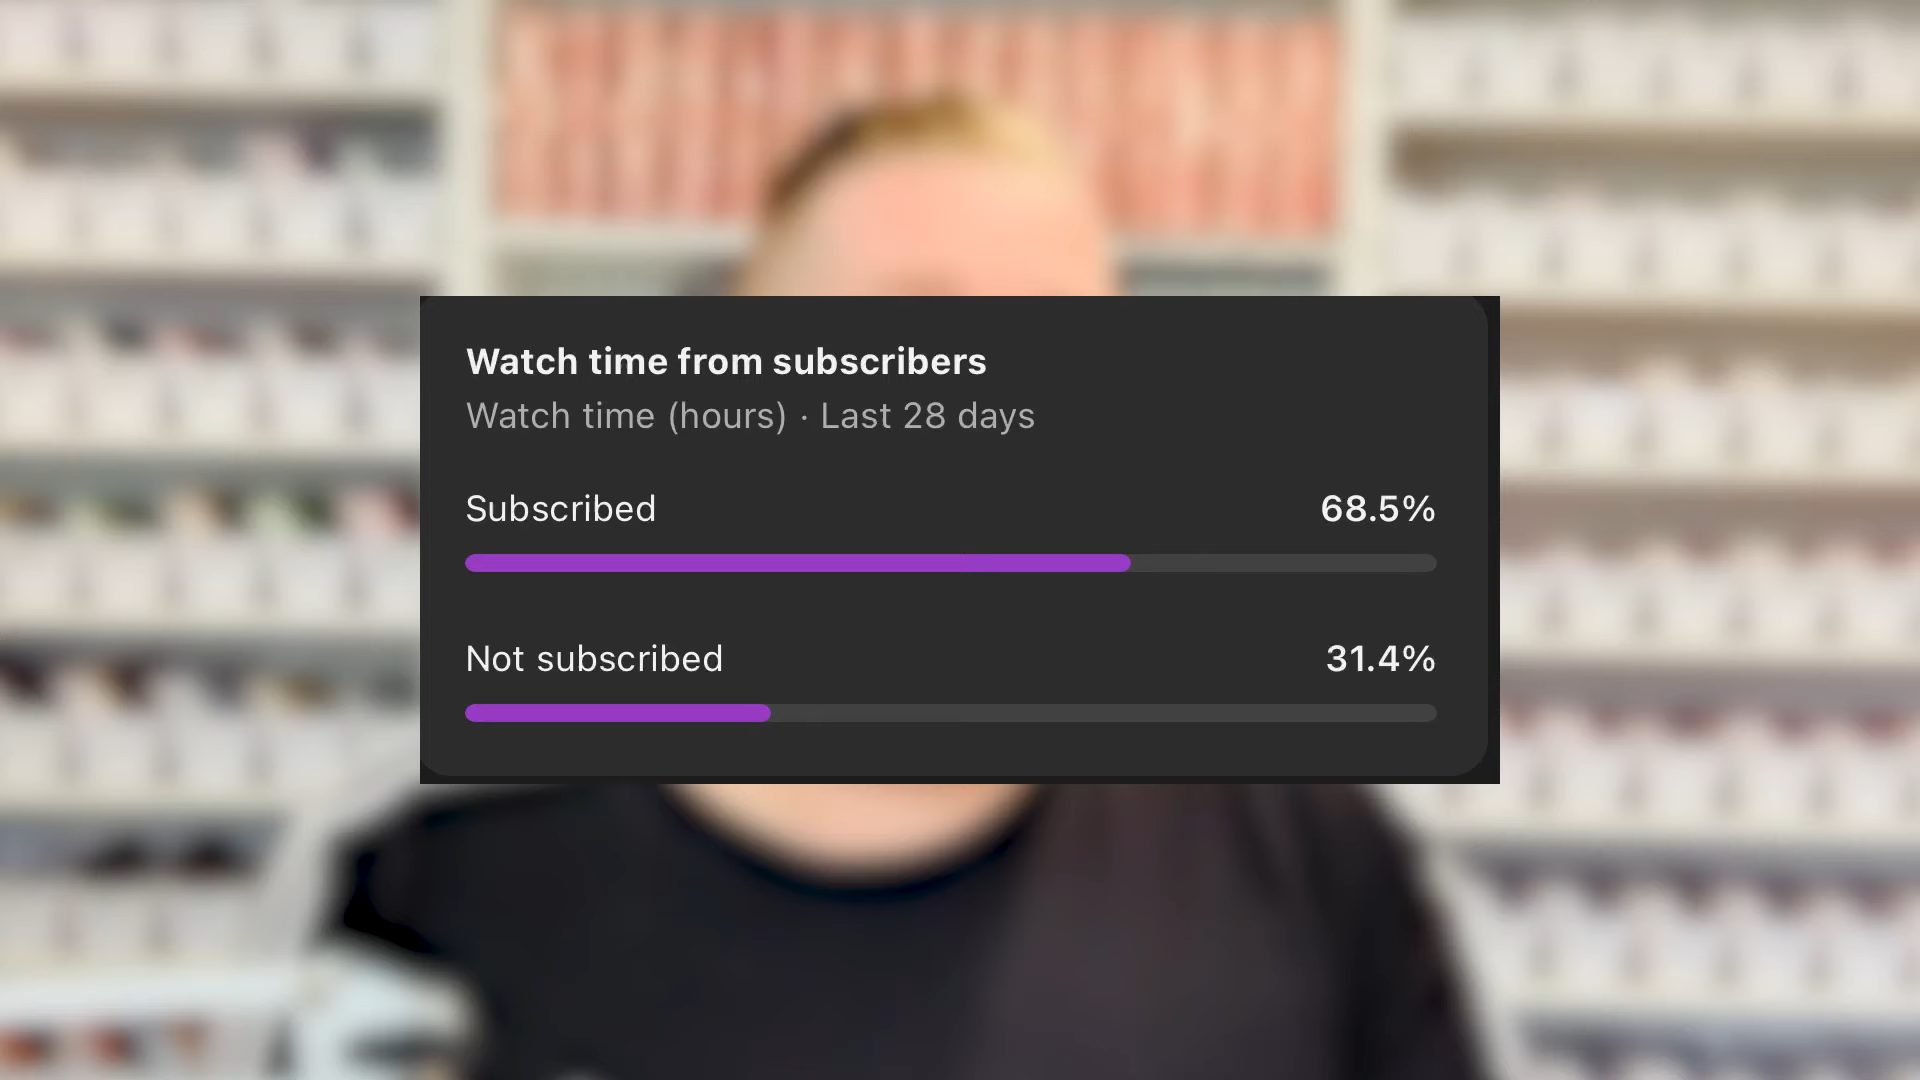 Watch time from subscribers
Watch time (hours) · Last 28 days
Subscribed 68.5%
Not subscribed 31.4%